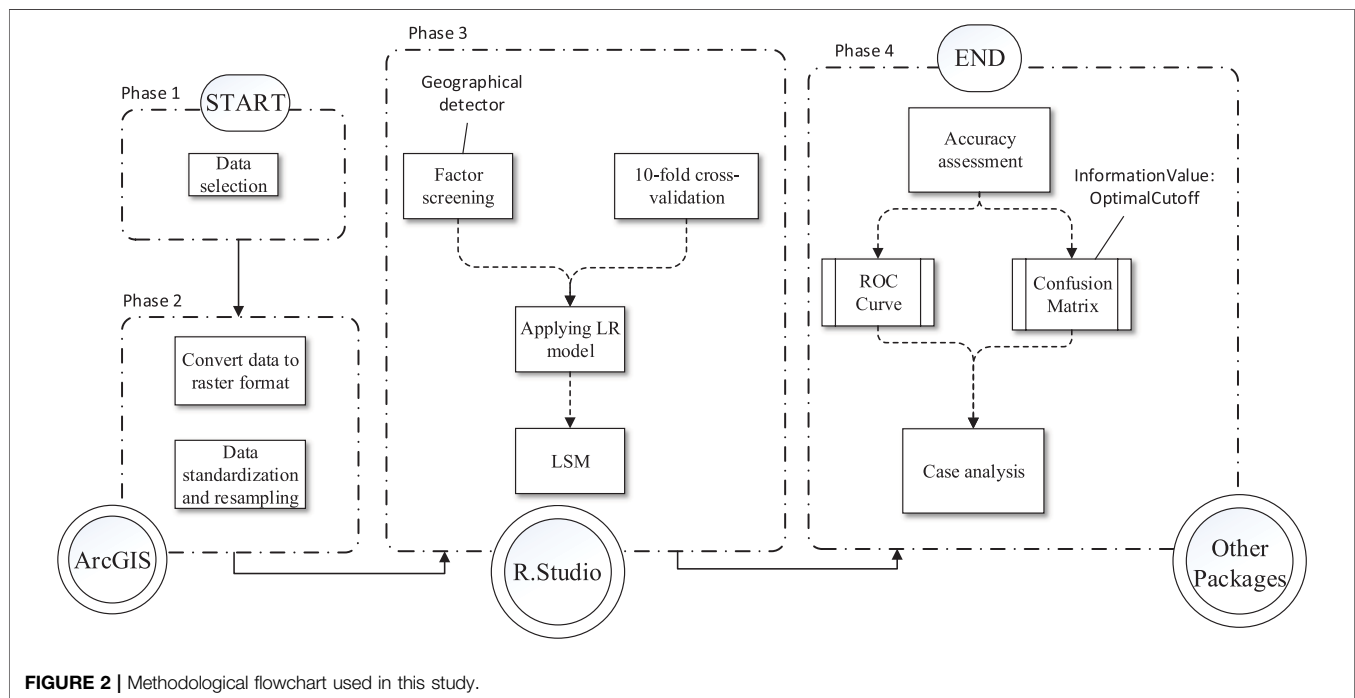 Phase 1
START
Data
selection
Phase 2
Convert data to
raster format
Data
standardization
and resampling
ArcGIS
Phase 3
Geographical
detector
Factor
screening
10-fold cross-
validation
Applying LR
model
LSM
R.Studio
Phase 4
END
Accuracy
assessment
InformationValue:
OptimalCutoff
ROC
Curve
Confusion
Matrix
Case analysis
Other
Packages
FIGURE 2 | Methodological flowchart used in this study.